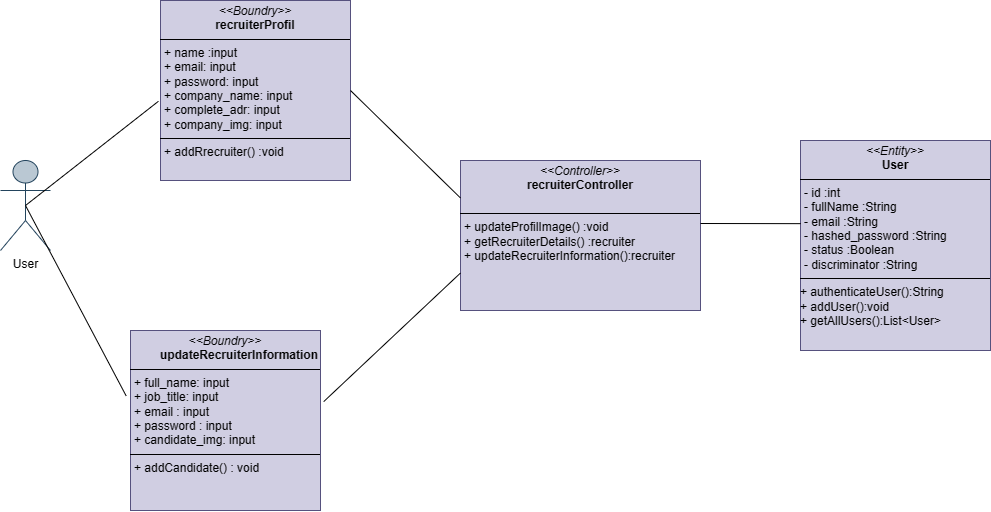 <<Boundry>>
recruiterProfil
+ name :input
+ email: input
+ password: input
+ company_name: input
+ complete_adr: input
+ company_img: input
+ addRrecruiter() :void
User
<<Controller>>
recruiterController
+ updateProfilImage() :void
+ getRecruiterDetails() :recruiter
+ updateRecruiterInformation():recruiter
<<Entity>>
User
- id :int
- fullName :String
- email :String
- hashed_password :String
- status :Boolean
- discriminator :String
+ authenticateUser():String
+ addUser():void
+ getAllUsers():List<User>
<<Boundry>>
updateRecruiterInformation
+ full_name: input
+ job_title: input
+ email : input
+ password : input
+ candidate_img: input
+ addCandidate() : void